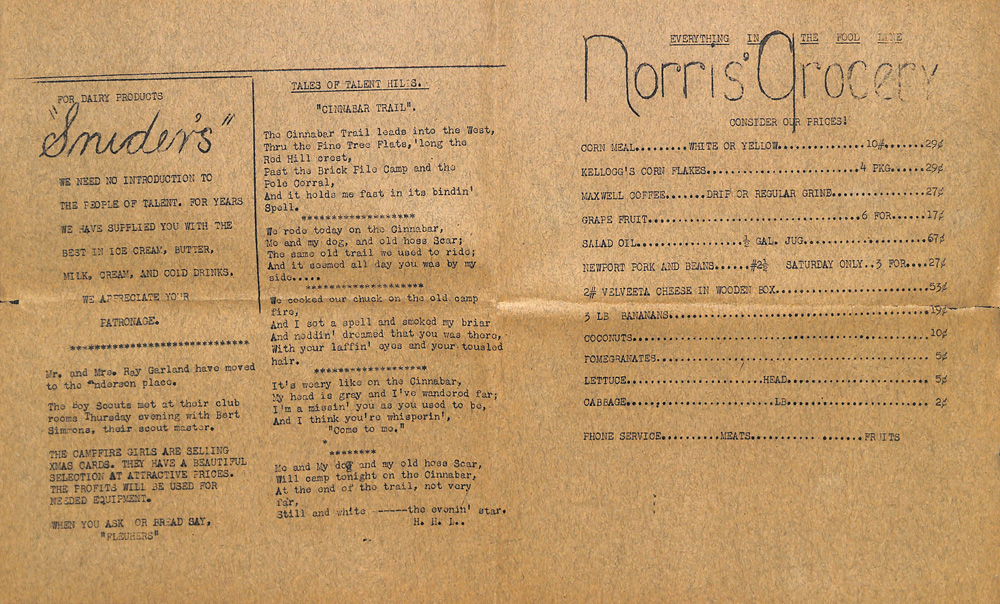 FOR DAIRY PRODUCTS
"Snider's"
WE NEED NO INTRODUCTION TO
THE PEOPLE OF TALENT. FOR YEARS
WE HAVE SUPPLIED YOU WITH THE
BEST IN ICE CREAM, BUTTER,
MILK, CREAM, AND COLD DRINKS.
WE APPRECIATE YOUR
PATRONAGE.
*****************************
Mr. and Mrs. Ray Garland have moved
to the Anderson place.
The Boy Scouts met at their club
rooms Thursday evening with Bert
Simmons, their scout master.
THE CAMPFIRE GIRLS ARE SELLING
XMAS CARDS. THEY HAVE A BEAUTIFUL
SELECTION AT ATTRACTIVE PRICES.
THE PROFITS WILL BE USED FOR
NEEDED EQUIPMENT.
WHEN YOU ASK OR BREAD SAY,
"FLEUHERS"
TALES OF TALENT HILLS.
"CINNABAR TRAIL".
The Cinnabar Trail leads into the West,
Thru the Pine Tree Flats,'long the
Red Hill crest,
Past the Brick Pile Camp and the
Pole Corral,
And it holds me fast in its bindin'
Spell.
******************
We rode today on the Cinnabar,
Me and my dog, and old hoss Scar;
The same old trail we used to ride;
And it seemed all day you was by my
side.....
******************
We cooked our chuck on the old camp
fire,
And I set a spell and smoked my briar
And noddin' dreamed that you was there,
With your laffin' eyes and your tousled
hair.
******************
It's weary like on the Cinnabar,
My head is gray and I've wandered far;
I'm a missin' you as you used to be,
And I think you're whisperin',
"Come to me."
*
********
Me and My dog and my old hoss Scar,
Will camp tonight on the Cinnabar,
At the end of the trail, not very
far,
Still and white ------the evenin' star.
H. H. L..
EVERYTHING IN THE FOOD LINE
Norris' Grocery
CONSIDER OUR PRICES!
CORN MEAL.........WHITE OR YELLOW..............10#......29¢
KELLOGG'S CORN FLAKES..........................4 PKG....29¢
MAXWELL COFFEE......DRIP OR REGULAR GRINE...............27¢
GRAPE FRUIT....................................6 FOR....17¢
SALAD OIL.................½ GAL. JUG....................67¢
NEWPORT PORK AND BEANS.....#2½ SATURDAY ONLY..3 FOR....27¢
2# VELVEETA CHEESE IN WOODEN BOX........................53¢
3 LB BANANANS...........................................19¢
COCONUTS................................................10¢
POMEGRANATES............................................5¢
LETTUCE......................HEAD.......................5¢
CABBAGE........................LB.......................2¢
PHONE SERVICE..........MEATS..................FRUITS